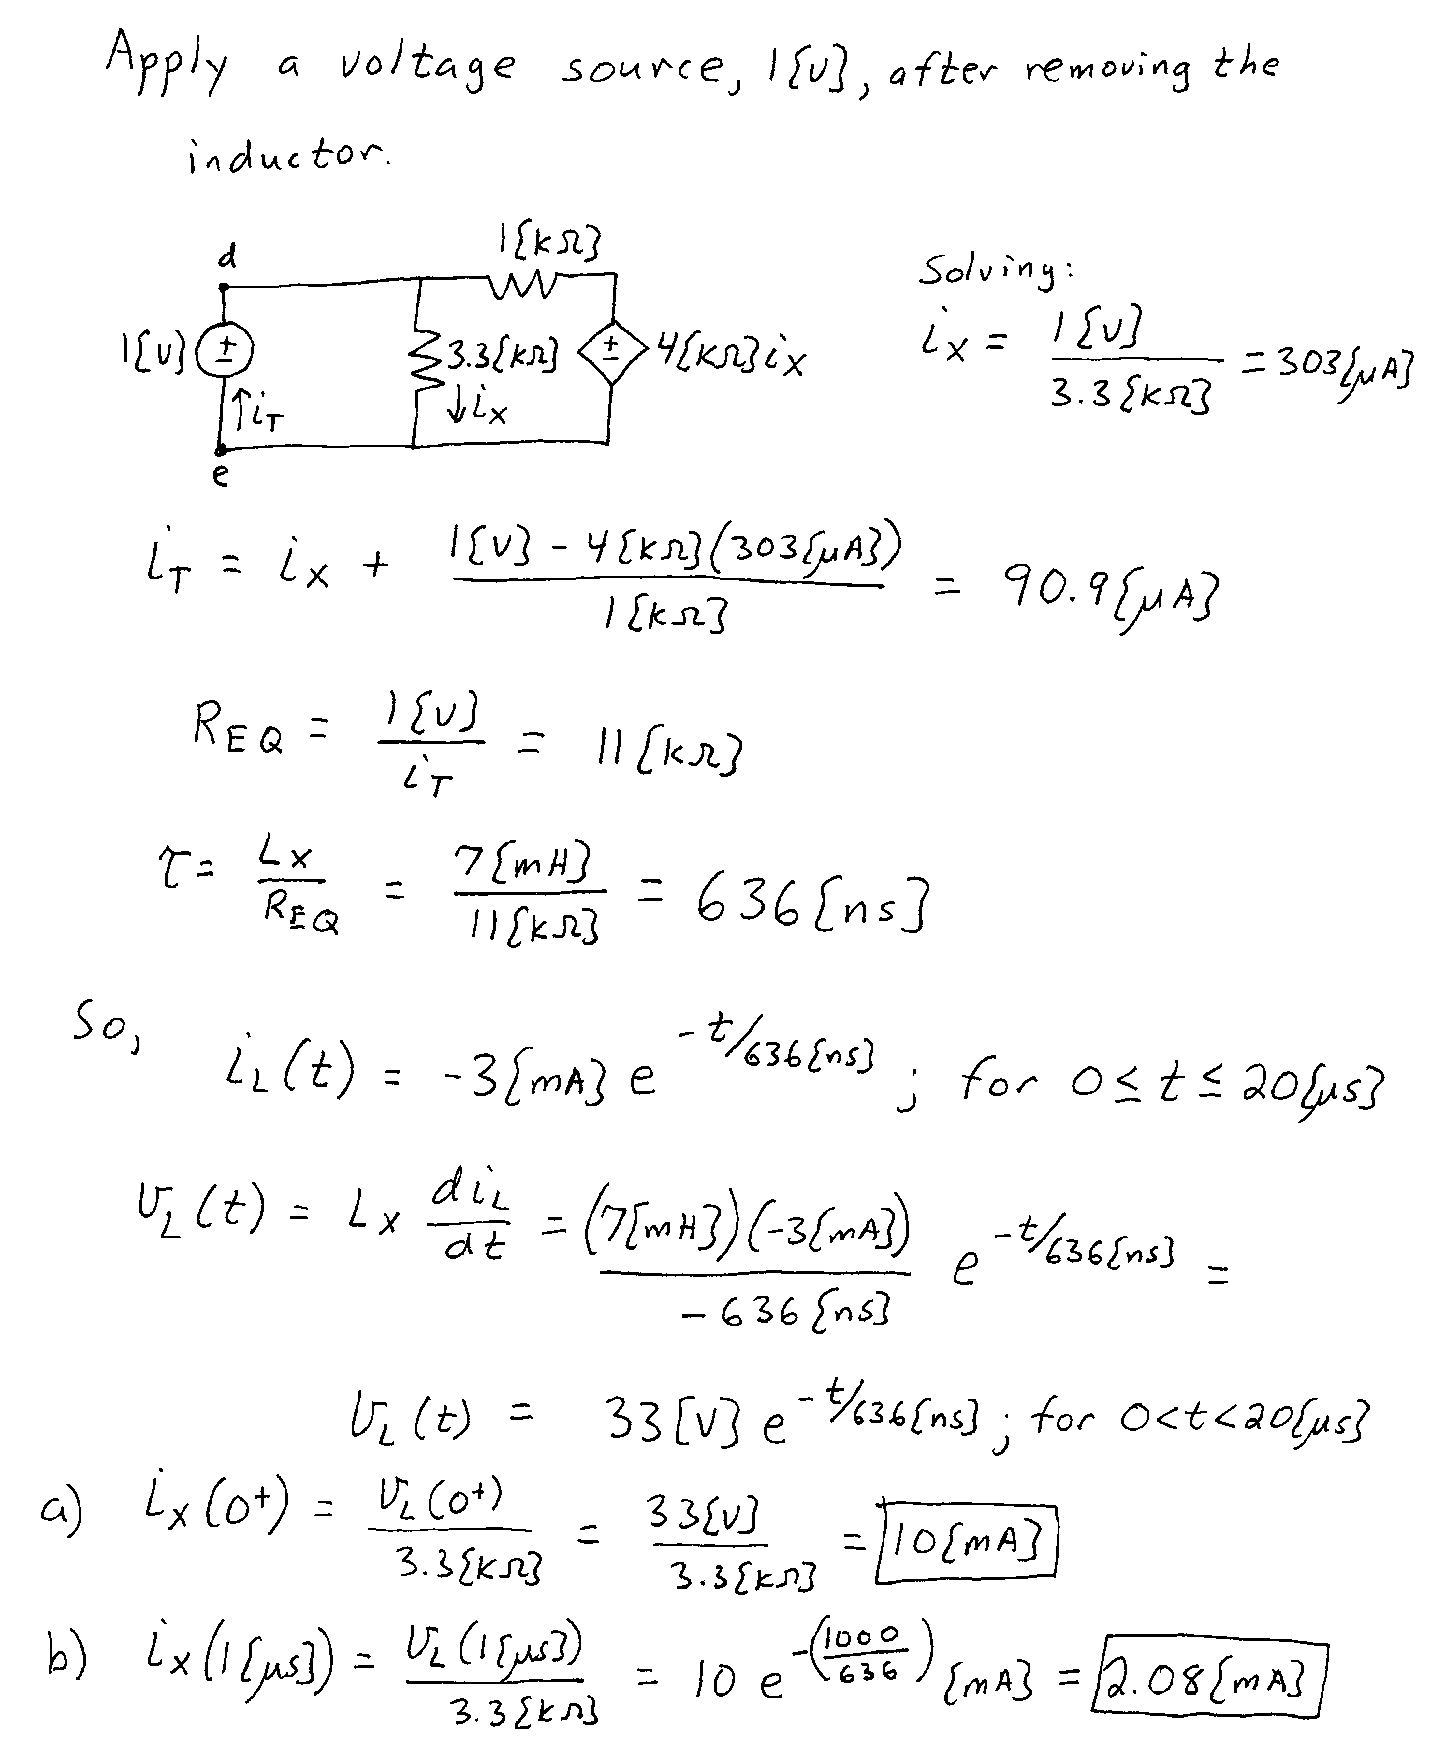 Apply a voltage source, 1[V], after removing the
inductor.
d
1[kΩ]
1[V]
+
-
3.3[kΩ]
+
-
4[kΩ]iX
↑iT
↓iX
e
Solving:
iX = 1[V] / 3.3[kΩ] = 303[μA]
iT = iX + (1[V] - 4[kΩ](303[μA])) / 1[kΩ] = 90.9[μA]
REQ = 1[V] / iT = 11[kΩ]
τ = LX / REQ = 7[mH] / 11[kΩ] = 636[ns]
So, iL(t) = -3[mA] e^(-t/636[ns]) ; for 0 ≤ t ≤ 20[μs]
vL(t) = LX diL/dt = (7[mH])(-3[mA]) / -636[ns] e^(-t/636[ns]) =
vL(t) = 33[V] e^(-t/636[ns]) ; for 0<t<20[μs]
a) iX(0+) = vL(0+) / 3.3[kΩ] = 33[V] / 3.3[kΩ] = 10[mA]
b) iX(1[μs]) = vL(1[μs]) / 3.3[kΩ] = 10 e^-(1000/636) [mA] = 2.08[mA]